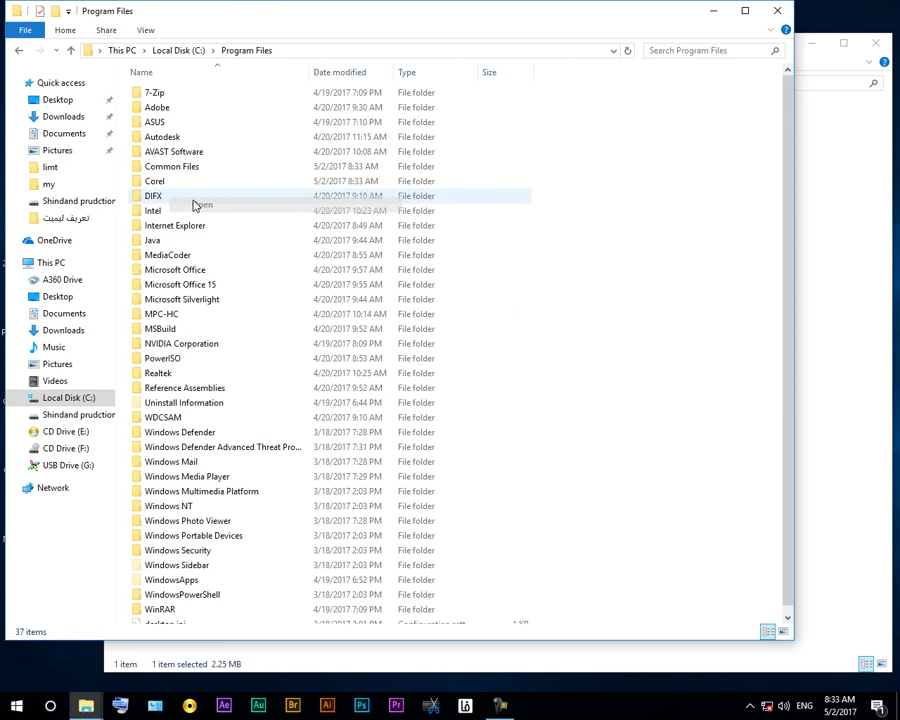 Program Files
File Home Share View
This PC Local Disk (C:) Program Files
Search Program Files
Name Date modified Type Size
Quick access
Desktop
Downloads
Documents
Pictures
limt
my
Shindand prudction
تعريف ليميت
OneDrive
This PC
A360 Drive
Desktop
Documents
Downloads
Music
Pictures
Videos
Local Disk (C:)
Shindand prudction
CD Drive (E:)
CD Drive (F:)
USB Drive (G:)
Network
7-Zip 4/19/2017 7:09 PM File folder
Adobe 4/20/2017 9:30 AM File folder
ASUS 4/19/2017 7:10 PM File folder
Autodesk 4/20/2017 11:15 AM File folder
AVAST Software 4/20/2017 10:08 AM File folder
Common Files 5/2/2017 8:33 AM File folder
Corel 5/2/2017 8:33 AM File folder
DIFX 4/20/2017 9:10 AM File folder
Intel 4/20/2017 10:23 AM File folder
Internet Explorer 4/20/2017 8:49 AM File folder
Java 4/20/2017 9:44 AM File folder
MediaCoder 4/20/2017 8:55 AM File folder
Microsoft Office 4/20/2017 9:57 AM File folder
Microsoft Office 15 4/20/2017 9:55 AM File folder
Microsoft Silverlight 4/20/2017 9:44 AM File folder
MPC-HC 4/20/2017 10:14 AM File folder
MSBuild 4/20/2017 9:52 AM File folder
NVIDIA Corporation 4/19/2017 8:09 PM File folder
PowerISO 4/20/2017 8:53 AM File folder
Realtek 4/20/2017 10:25 AM File folder
Reference Assemblies 4/20/2017 9:52 AM File folder
Uninstall Information 4/19/2017 6:44 PM File folder
WDCSAM 4/20/2017 9:10 AM File folder
Windows Defender 3/18/2017 7:28 PM File folder
Windows Defender Advanced Threat Pro... 3/18/2017 7:31 PM File folder
Windows Mail 3/18/2017 7:28 PM File folder
Windows Media Player 3/18/2017 7:29 PM File folder
Windows Multimedia Platform 3/18/2017 2:03 PM File folder
Windows NT 3/18/2017 2:03 PM File folder
Windows Photo Viewer 3/18/2017 7:28 PM File folder
Windows Portable Devices 3/18/2017 2:03 PM File folder
Windows Security 3/18/2017 2:03 PM File folder
Windows Sidebar 3/18/2017 2:03 PM File folder
WindowsApps 4/19/2017 6:52 PM File folder
WindowsPowerShell 3/18/2017 2:03 PM File folder
WinRAR 4/19/2017 7:09 PM File folder
37 items
1 item 1 item selected 2.25 MB
Ae Au Br Ai Ps Pr
ENG
8:33 AM
5/2/2017